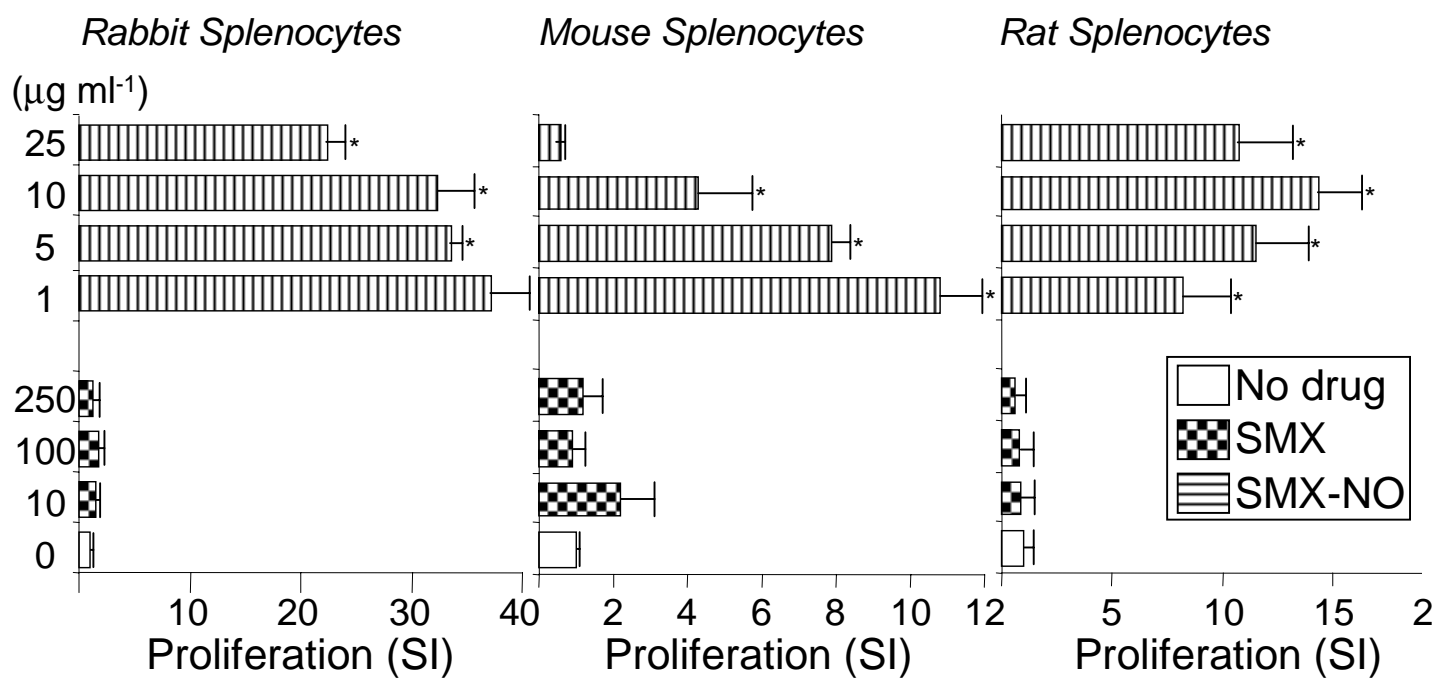 Rabbit Splenocytes Mouse Splenocytes Rat Splenocytes
(μg ml-1)
25 * *
10 * * *
5 * * *
1 * *
250 No drug
100 SMX
10 SMX-NO
0
10 20 30 40 2 4 6 8 10 12 5 10 15 2
Proliferation (SI) Proliferation (SI) Proliferation (SI)